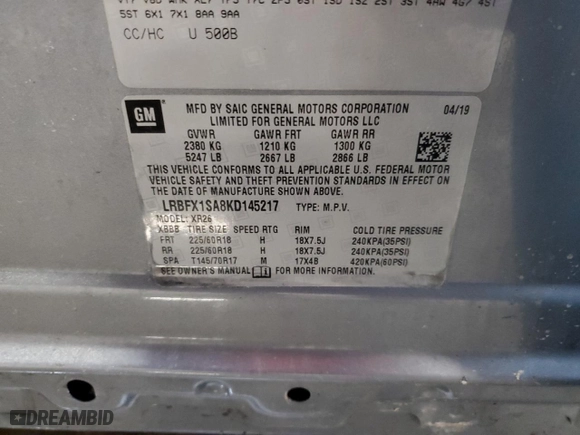 5ST 6X1 7X1 8AA 9AA
CC/HC U 500B
GM
MFD BY SAIC GENERAL MOTORS CORPORATION 04/19
LIMITED FOR GENERAL MOTORS LLC
GVWR GAWR FRT GAWR RR
2380 KG 1210 KG 1300 KG
5247 LB 2667 LB 2866 LB
THIS VEHICLE CONFORMS TO ALL APPLICABLE U.S. FEDERAL MOTOR
VEHICLE SAFETY AND THEFT PREVENTION STANDARDS IN EFFECT ON
THE DATE OF MANUFACTURE SHOWN ABOVE.
LRBFX1SA8KD145217 TYPE: M.P.V.
MODEL: XR26
XBBB TIRE SIZE SPEED RTG RIM COLD TIRE PRESSURE
FRT 225/60R18 H 18X7.5J 240KPA(35PSI)
RR 225/60R18 H 18X7.5J 240KPA(35PSI)
SPA T145/70R17 M 17X4B 420KPA(60PSI)
SEE OWNER'S MANUAL FOR MORE INFORMATION.
DREAMBID